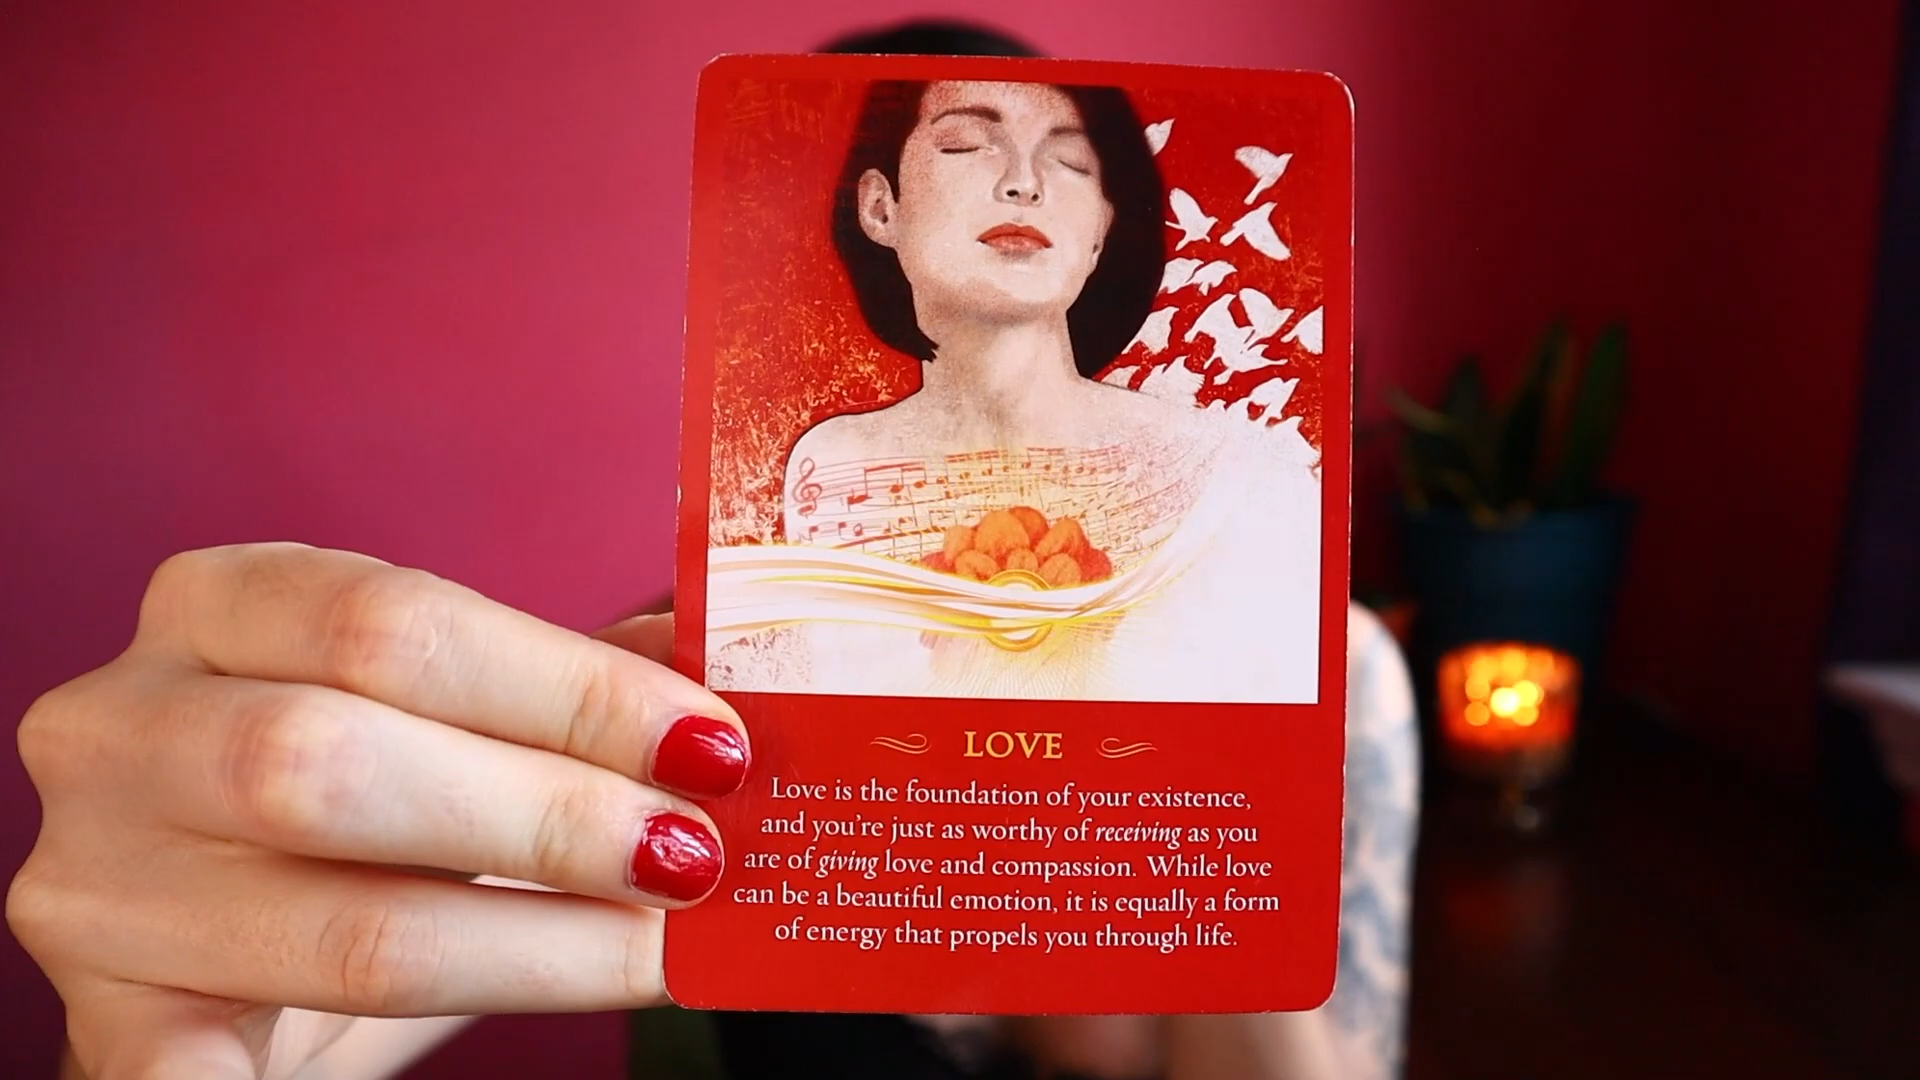 LOVE
Love is the foundation of your existence,
and you're just as worthy of receiving as you
are of giving love and compassion. While love
can be a beautiful emotion, it is equally a form
of energy that propels you through life.